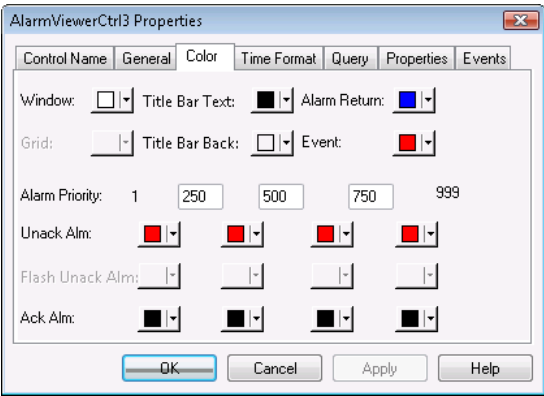 AlarmViewerCtrl3 Properties
Control Name General Color Time Format Query Properties Events
Window: Title Bar Text: Alarm Return:
Grid: Title Bar Back: Event:
Alarm Priority: 1 250 500 750 999
Unack Alm:
Flash Unack Alm:
Ack Alm:
OK Cancel Apply Help